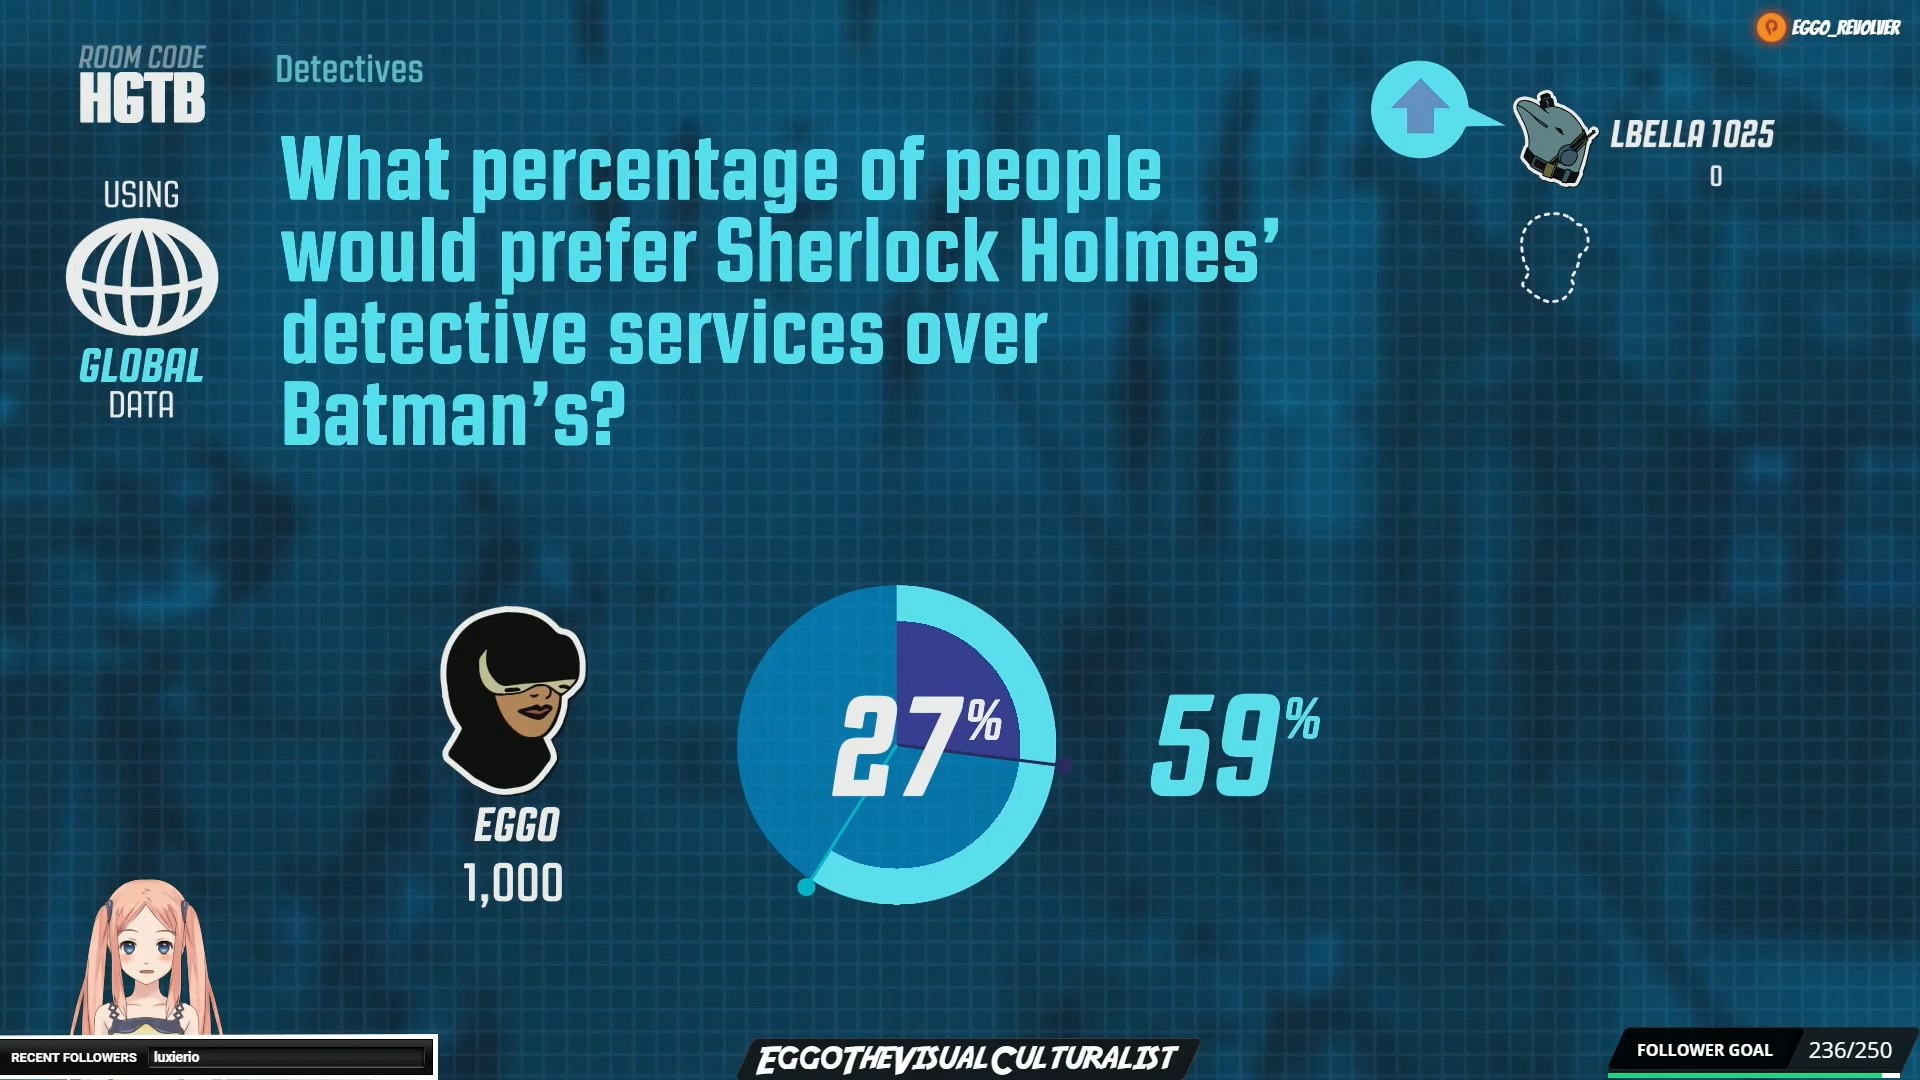 ROOM CODE
HGTB
USING
GLOBAL
DATA
Detectives
What percentage of people
would prefer Sherlock Holmes’
detective services over
Batman’s?
EGGO_REVOLVER
LBELLA1025
0
EGGO
1,000
27%
59%
RECENT FOLLOWERS luxierio
EGGOTHEVISUALCULTURALIST
FOLLOWER GOAL 236/250